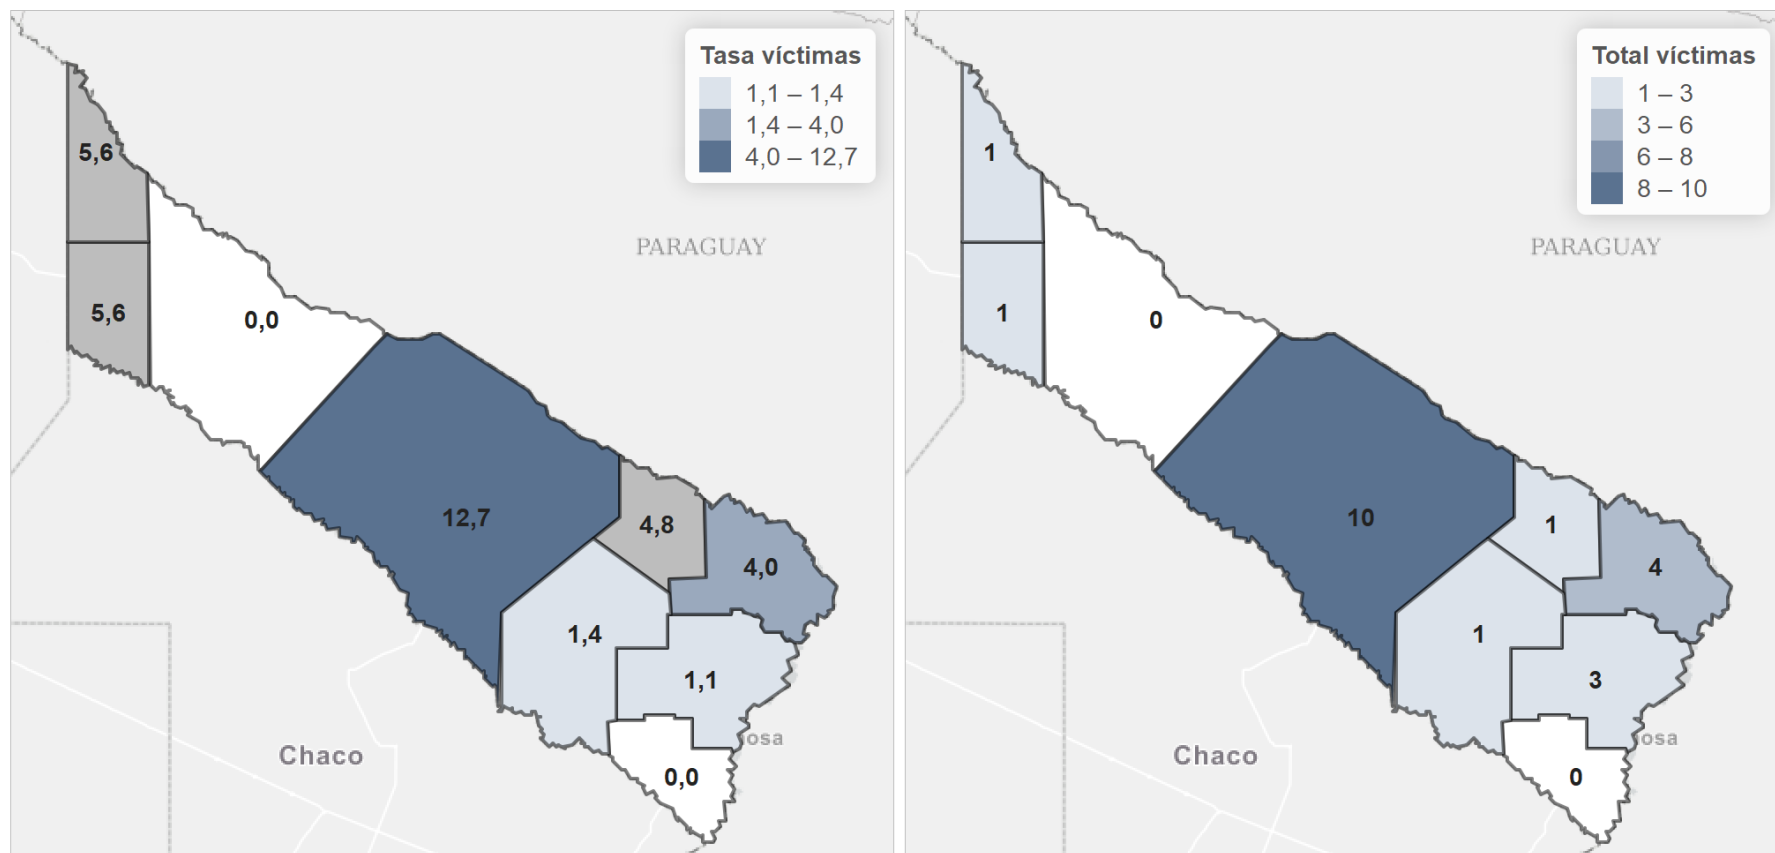 Tasa víctimas
1,1 – 1,4
1,4 – 4,0
4,0 – 12,7
5,6
PARAGUAY
5,6
0,0
12,7
4,8
4,0
1,4
1,1
osa
Chaco
0,0
Total víctimas
1 – 3
3 – 6
6 – 8
8 – 10
1
PARAGUAY
1
0
10
1
4
1
3
osa
Chaco
0